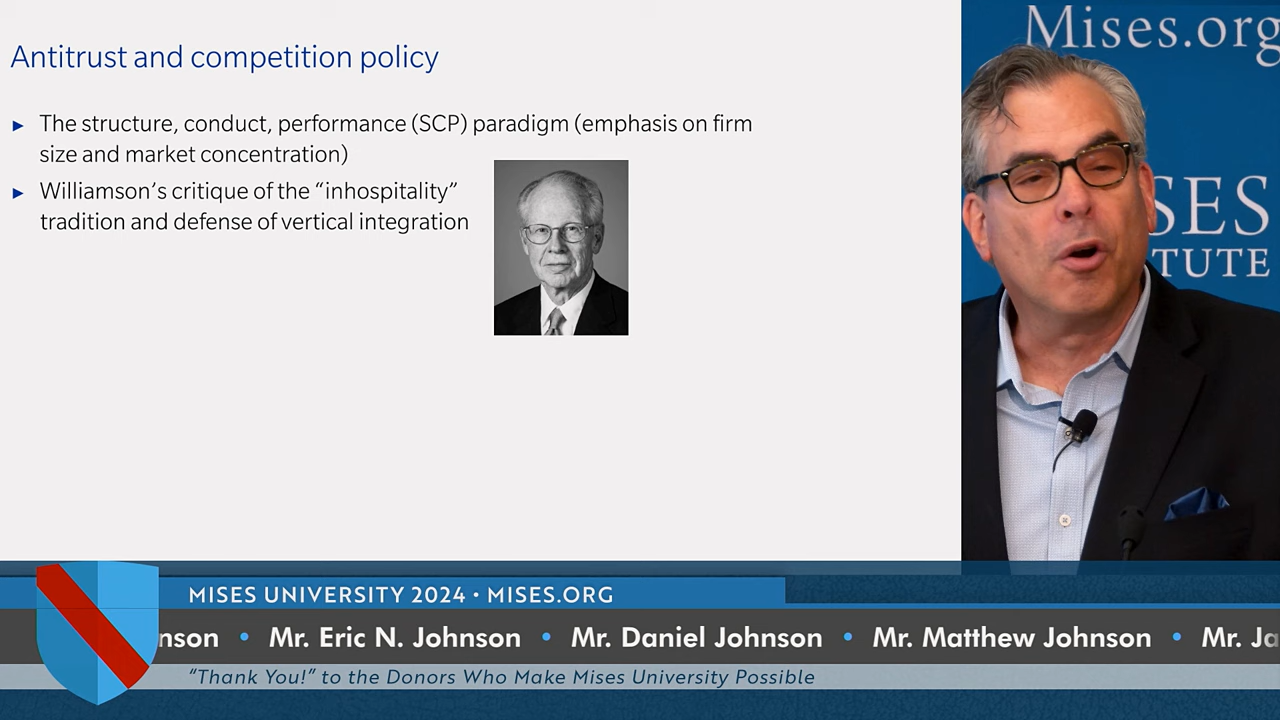 Antitrust and competition policy
► The structure, conduct, performance (SCP) paradigm (emphasis on firm
size and market concentration)
► Williamson’s critique of the “inhospitality”
tradition and defense of vertical integration
Mises.org
SES
TUTE
MISES UNIVERSITY 2024 • MISES.ORG
nson • Mr. Eric N. Johnson • Mr. Daniel Johnson • Mr. Matthew Johnson • Mr. Ja
“Thank You!” to the Donors Who Make Mises University Possible